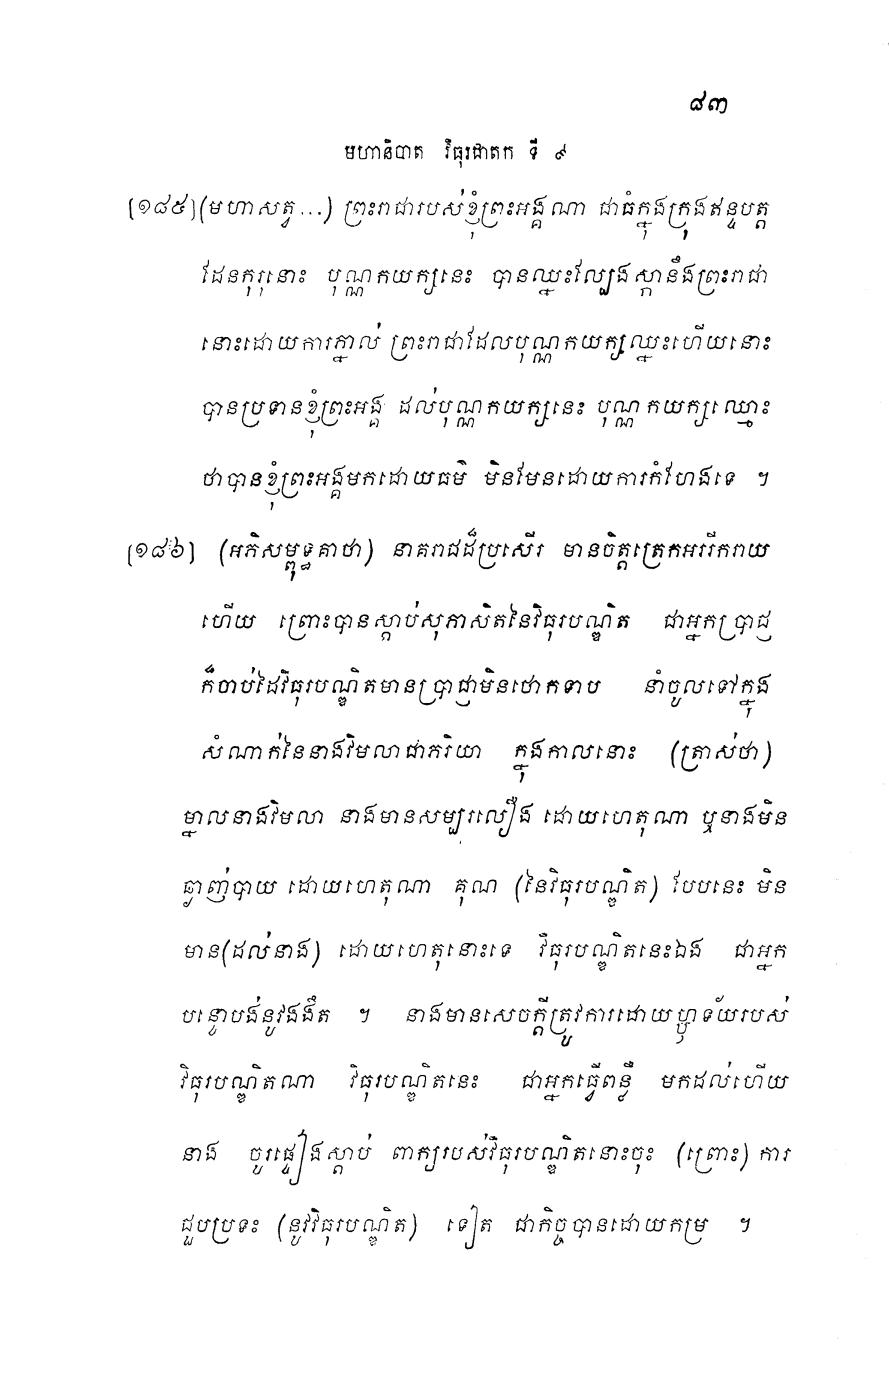 ៨៣
មហានិបាត វិធុរជាតក ទី ៩
[១៨៥] (មហាសត្វ...) ព្រះរាជារបស់ខ្ញុំព្រះអង្គណា ជាធំក្នុងក្រុងឥន្ទបត្ត
ដែនកុរុនោះ បុណ្ណកយក្សនេះ បានឈ្នះល្បែងស្កានឹងព្រះរាជា
នោះដោយការភ្នាល់ ព្រះរាជាដែលបុណ្ណកយក្សឈ្នះហើយនោះ
បានប្រទានខ្ញុំព្រះអង្គ ដល់បុណ្ណកយក្សនេះ បុណ្ណកយក្សឈ្មោះ
ថាបានខ្ញុំព្រះអង្គមកដោយធម៌ មិនមែនដោយការកំហែងទេ ។
[១៨៦] (អភិសម្ពុទ្ធគាថា) នាគរាជដ៏ប្រសើរ មានចិត្តត្រេកអររីករាយ
ហើយ ព្រោះបានស្តាប់សុភាសិតនៃវិធុរបណ្ឌិត ជាអ្នកប្រាជ្ញ
ក៏ចាប់ដៃវិធុរបណ្ឌិតមានប្រាជ្ញាមិនថោកទាប នាំចូលទៅក្នុង
សំណាក់នៃនាងវិមលាជាភរិយា ក្នុងកាលនោះ (ត្រាស់ថា)
ម្នាលនាងវិមលា នាងមានសម្បុរលឿង ដោយហេតុណា ឬនាងមិន
ឆ្ងាញ់បាយ ដោយហេតុណា គុណ (នៃវិធុរបណ្ឌិត) បែបនេះ មិន
មាន(ដល់នាង) ដោយហេតុនោះទេ វិធុរបណ្ឌិតនេះឯង ជាអ្នក
បន្ទោបង់នូវងងឹត ។ នាងមានសេចក្តីត្រូវការដោយហ្ឫទ័យរបស់
វិធុរបណ្ឌិតណា វិធុរបណ្ឌិតនេះ ជាអ្នកធ្វើពន្លឺ មកដល់ហើយ
នាង ចូរផ្ទៀងស្តាប់ ពាក្យរបស់វិធុរបណ្ឌិតនោះចុះ (ព្រោះ) ការ
ជួបប្រទះ (នូវវិធុរបណ្ឌិត) ទៀត ជាកិច្ចបានដោយកម្រ ។